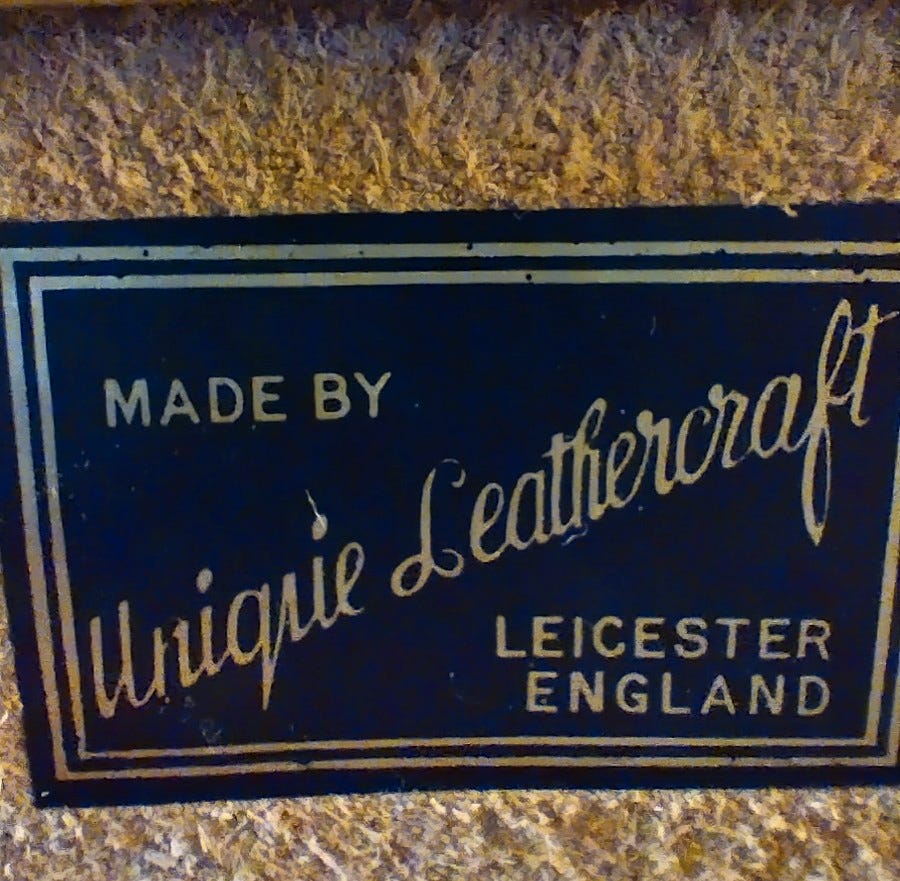 MADE BY
Unique Leathercraft
LEICESTER
ENGLAND